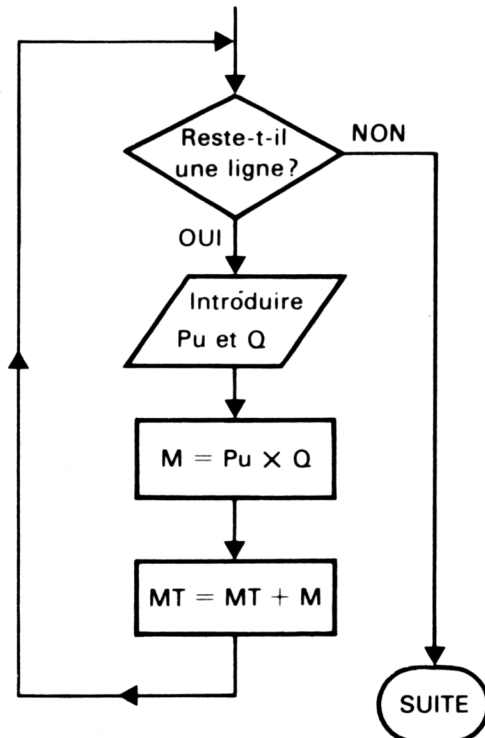 Reste-t-il
une ligne?
NON
OUI
Introduire
Pu et Q
M = Pu × Q
MT = MT + M
SUITE